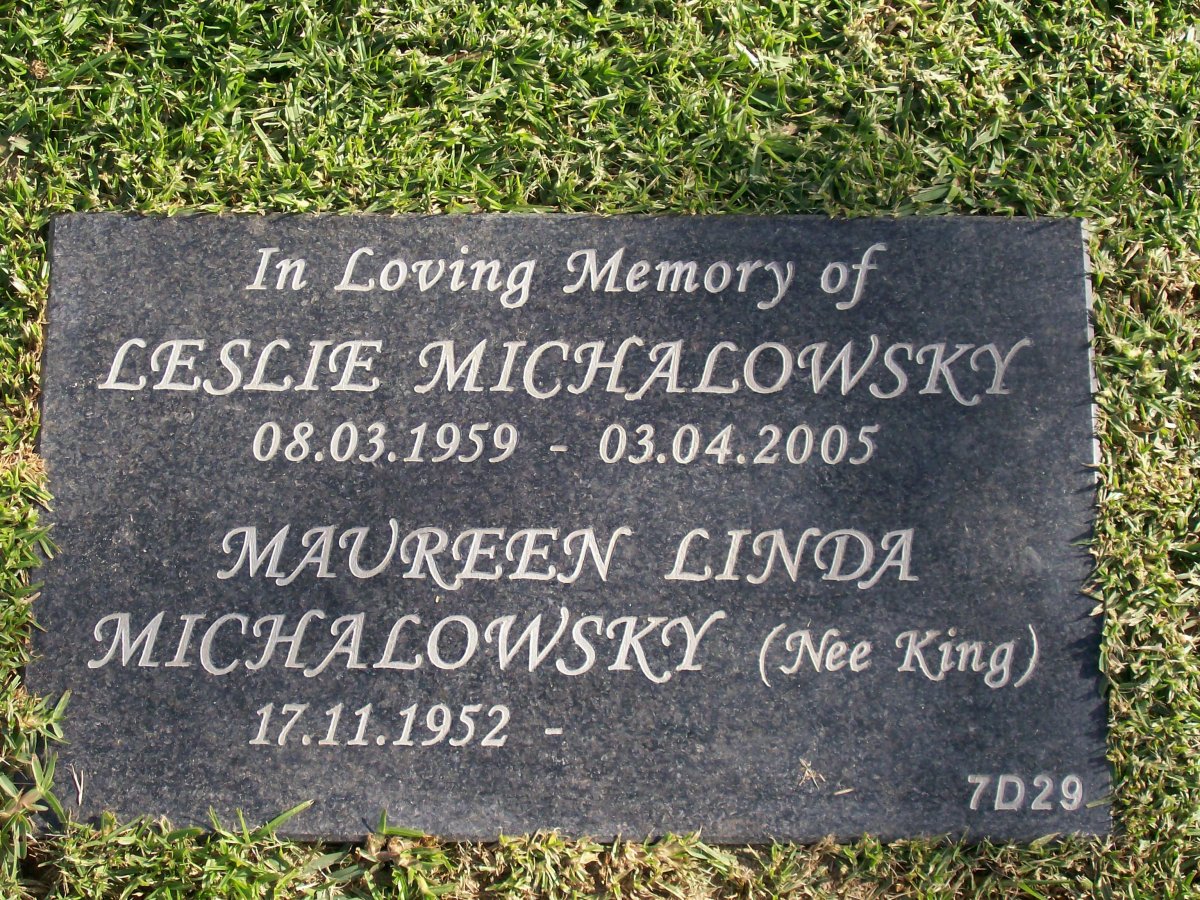 In Loving Memory of
LESLIE MICHALOWSKY
08.03.1959 - 03.04.2005
MAUREEN LINDA
MICHALOWSKY (Nee King)
17.11.1952 -
7D29